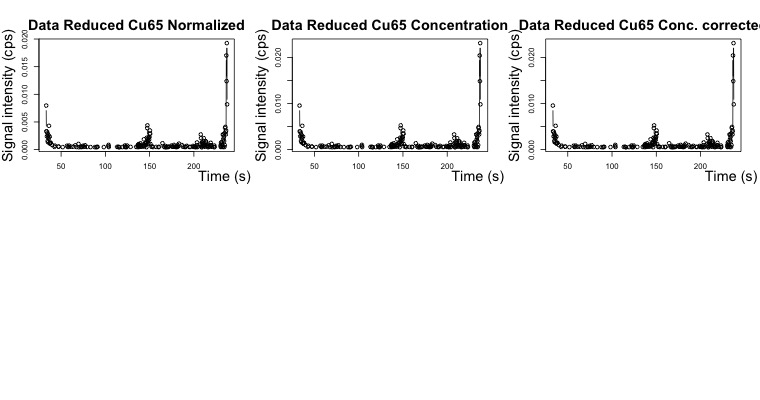 Data Reduced Cu65 Normalized
Signal intensity (cps)
0.000
0.005
0.010
0.015
0.020
50
100
150
200
Time (s)
Data Reduced Cu65 Concentration
Signal intensity (cps)
0.000
0.010
0.020
50
100
150
200
Time (s)
Data Reduced Cu65 Conc. correcte
Signal intensity (cps)
0.000
0.010
0.020
50
100
150
200
Time (s)